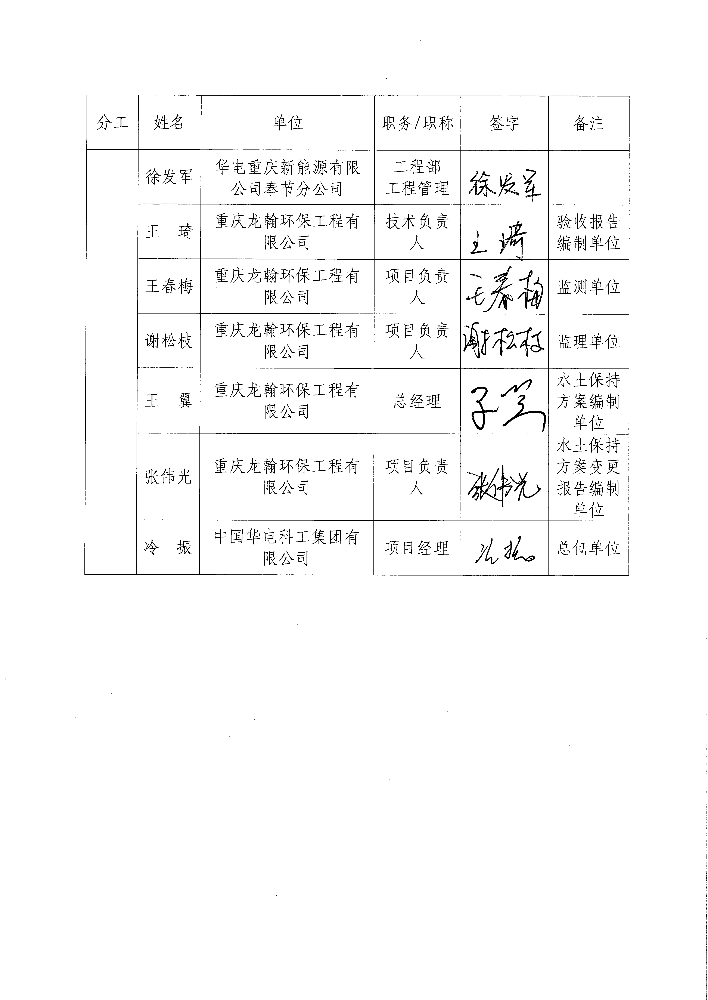 分工 姓名 单位 职务/职称 签字 备注
徐发军 华电重庆新能源有限 工程部 徐发军
公司奉节分公司 工程管理
王 琦 重庆龙翰环保工程有 技术负责 王琦 验收报告
限公司 人 编制单位
王春梅 重庆龙翰环保工程有 项目负责 王春梅 监测单位
限公司 人
谢松枝 重庆龙翰环保工程有 项目负责 谢松枝 监理单位
限公司 人
王 翼 重庆龙翰环保工程有 总经理 水土保持
限公司 方案编制
单位
张伟光 重庆龙翰环保工程有 项目负责 张伟光 水土保持
限公司 人 方案变更
报告编制
单位
冷 振 中国华电科工集团有 项目经理 冷振 总包单位
限公司